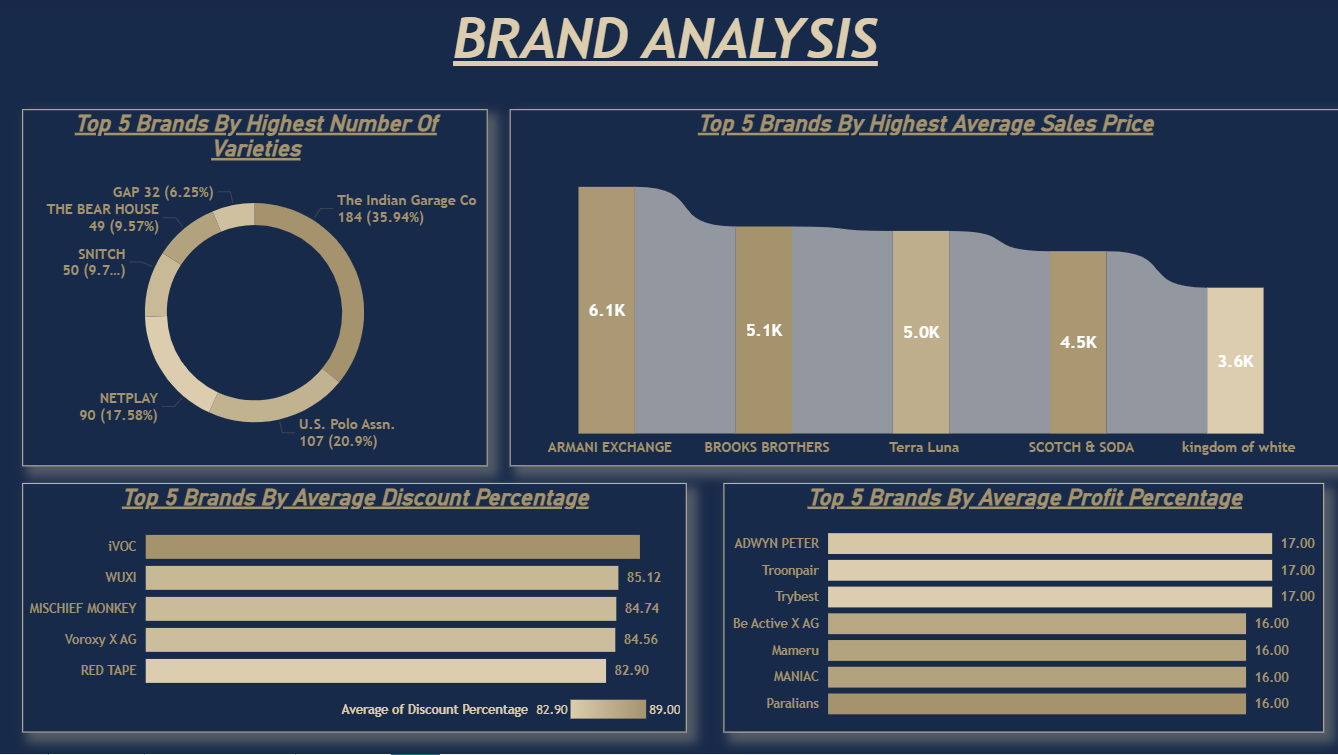 BRAND ANALYSIS
Top 5 Brands By Highest Number Of
Varieties
GAP 32 (6.25%)
THE BEAR HOUSE
49 (9.57%)
SNITCH
50 (9.7...)
NETPLAY
90 (17.58%)
The Indian Garage Co
184 (35.94%)
U.S. Polo Assn.
107 (20.9%)
Top 5 Brands By Highest Average Sales Price
6.1K
5.1K
5.0K
4.5K
3.6K
ARMANI EXCHANGE
BROOKS BROTHERS
Terra Luna
SCOTCH & SODA
kingdom of white
Top 5 Brands By Average Discount Percentage
iVOC
WUXI 85.12
MISCHIEF MONKEY 84.74
Voroxy X AG 84.56
RED TAPE 82.90
Average of Discount Percentage 82.90 89.00
Top 5 Brands By Average Profit Percentage
ADWYN PETER 17.00
Troonpair 17.00
Trybest 17.00
Be Active X AG 16.00
Mameru 16.00
MANIAC 16.00
Paralians 16.00